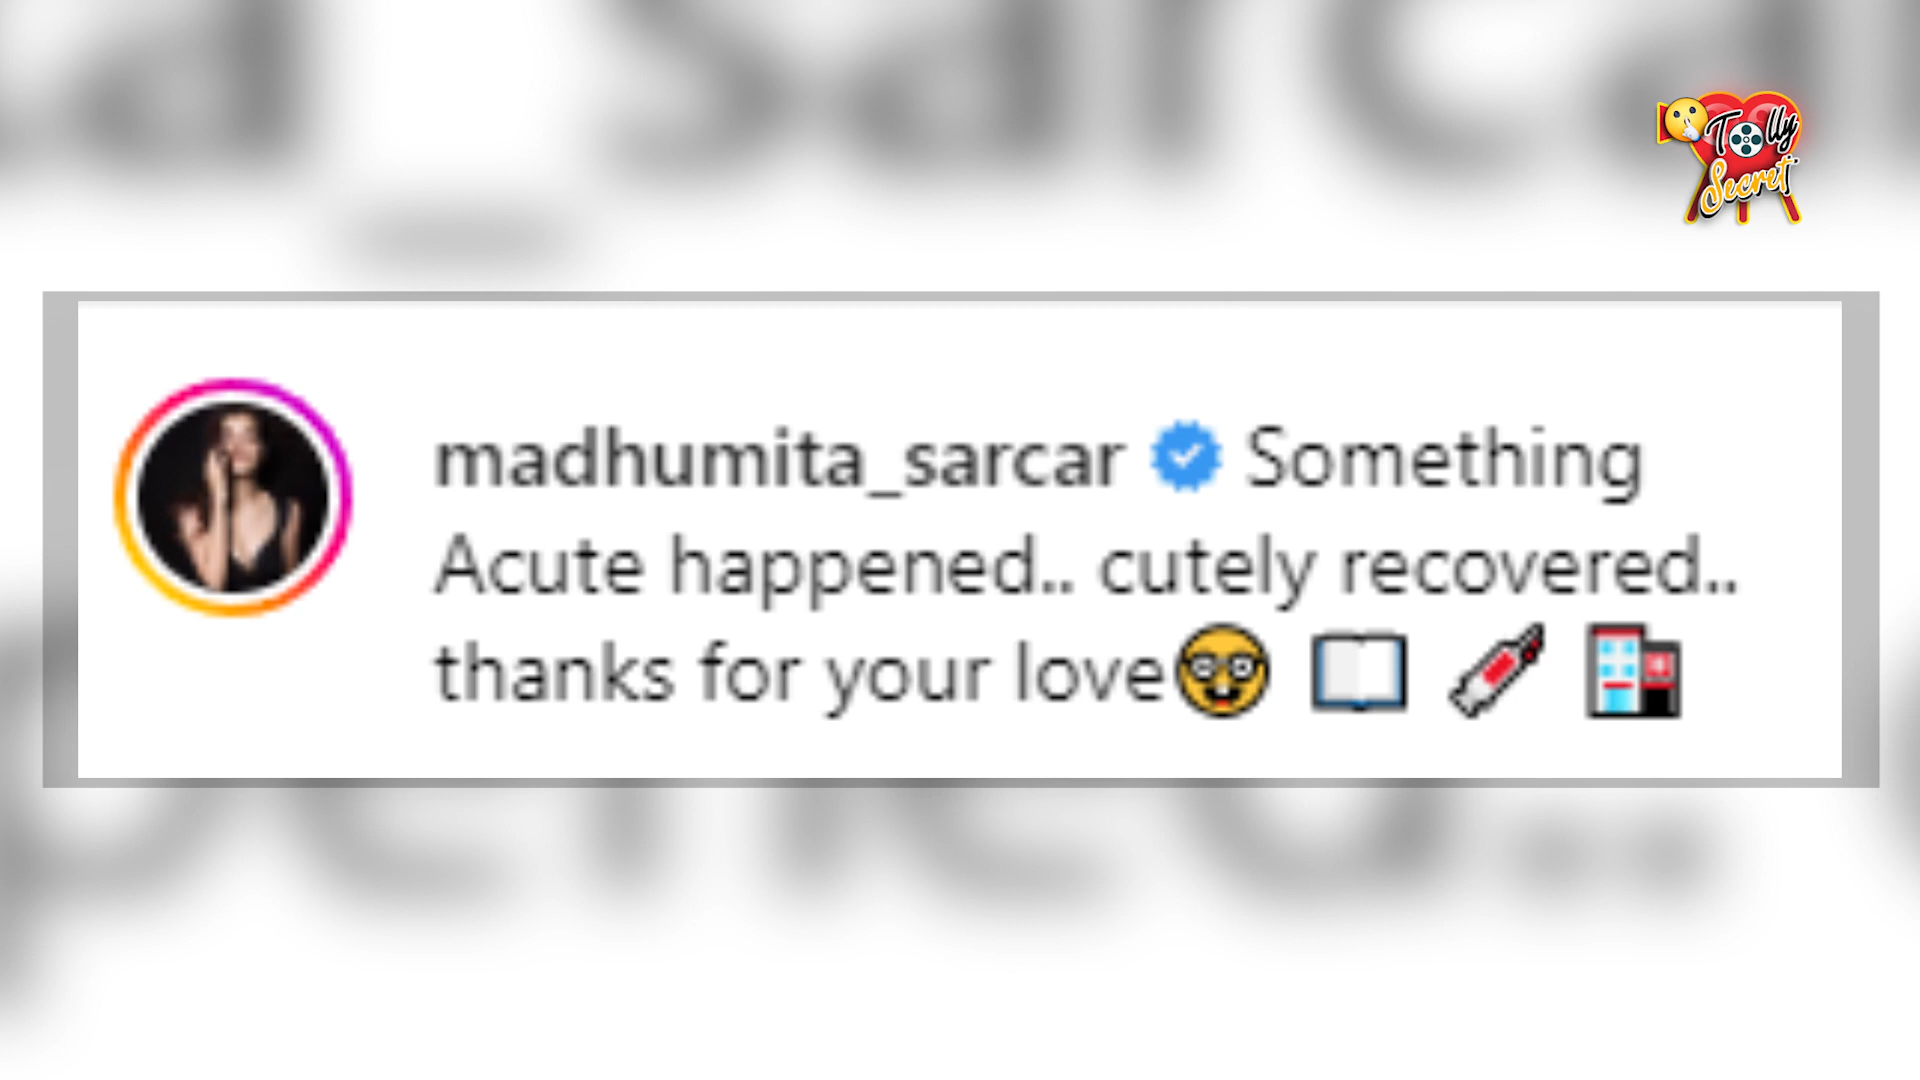 Tolly
Secret
madhumita_sarcar Something
Acute happened.. cutely recovered..
thanks for your love🤓 📖 💉 🏥